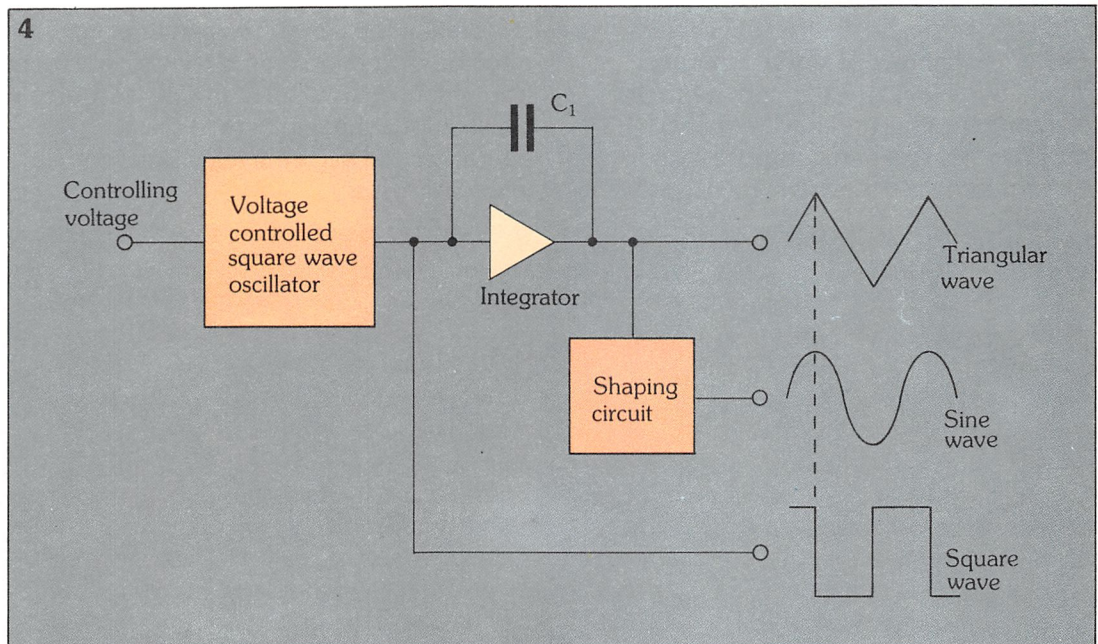 4
C₁
Controlling
voltage
Voltage
controlled
square wave
oscillator
Integrator
Triangular
wave
Shaping
circuit
Sine
wave
Square
wave